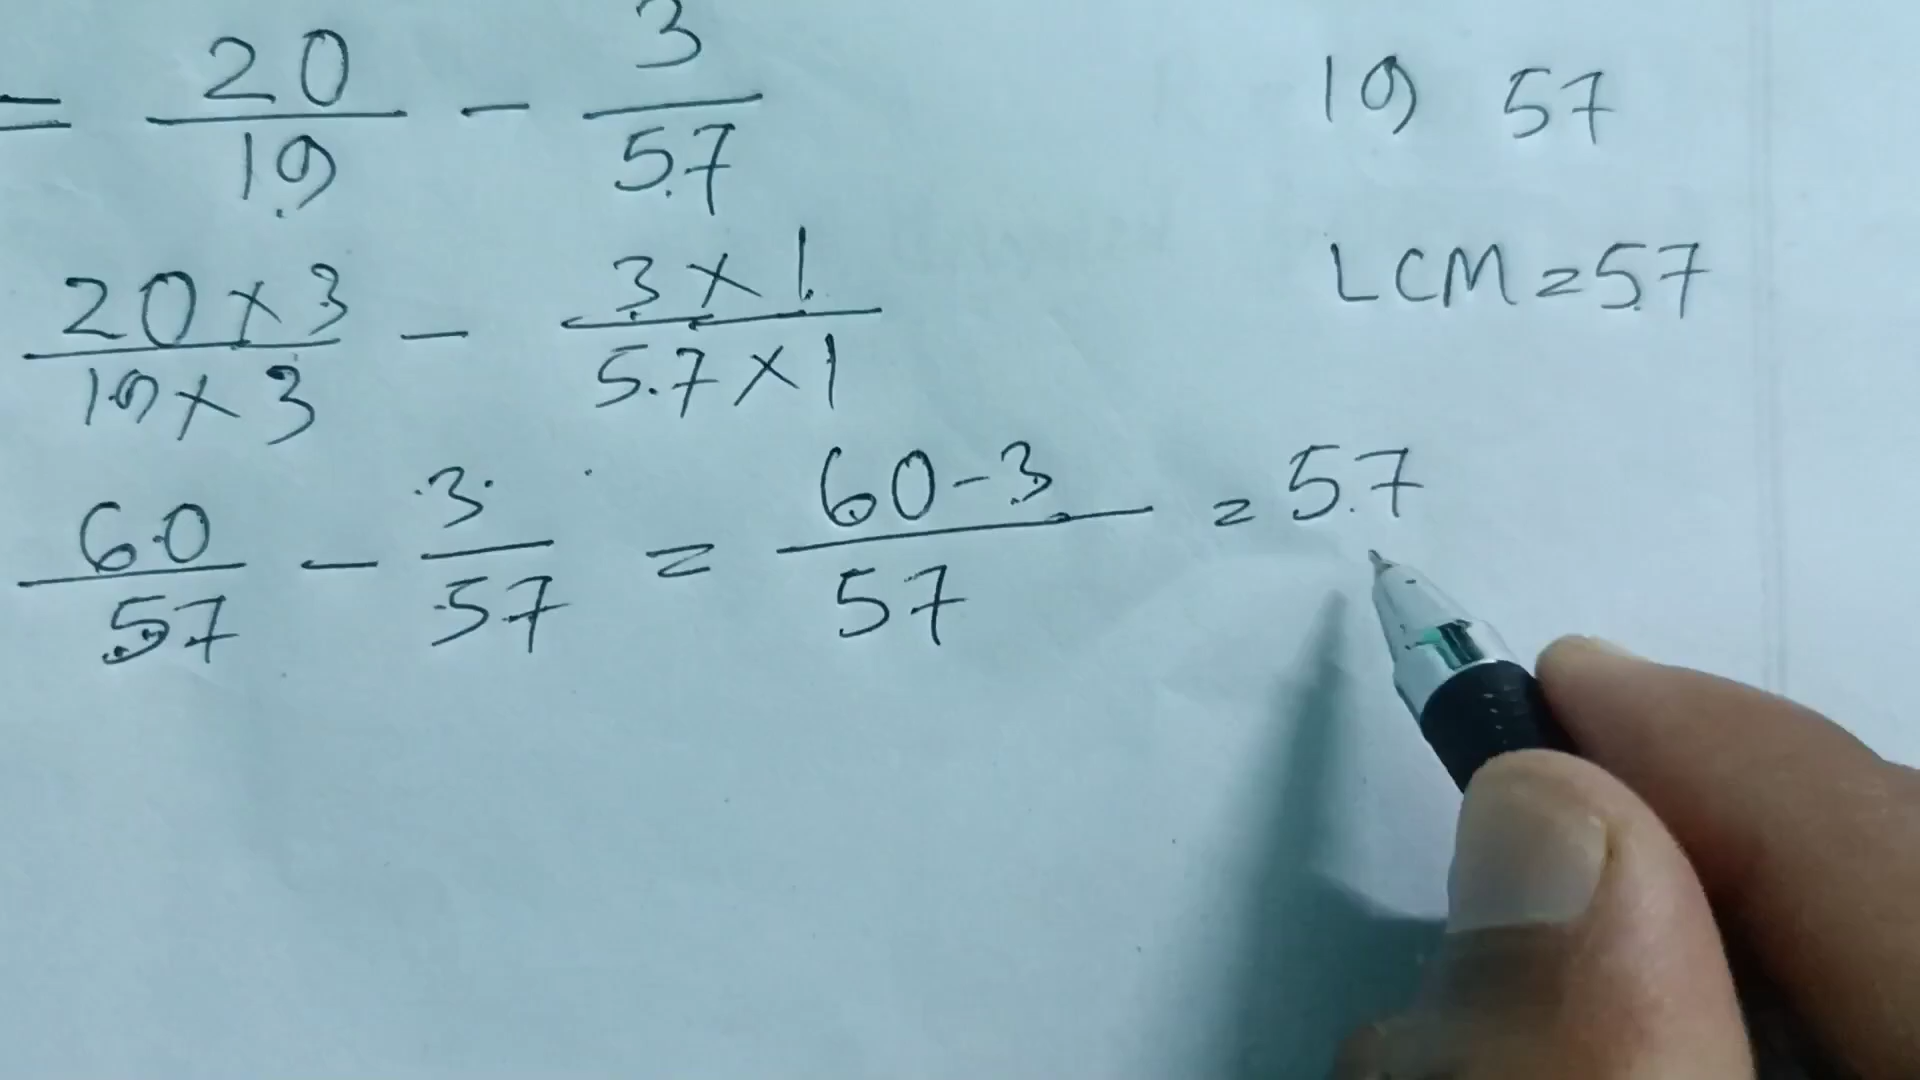 = 20/19 - 3/57
19 57
LCM = 57
20 × 3/19 × 3 - 3 × 1/57 × 1
60/57 - 3/57 = 60 - 3/57 = 57